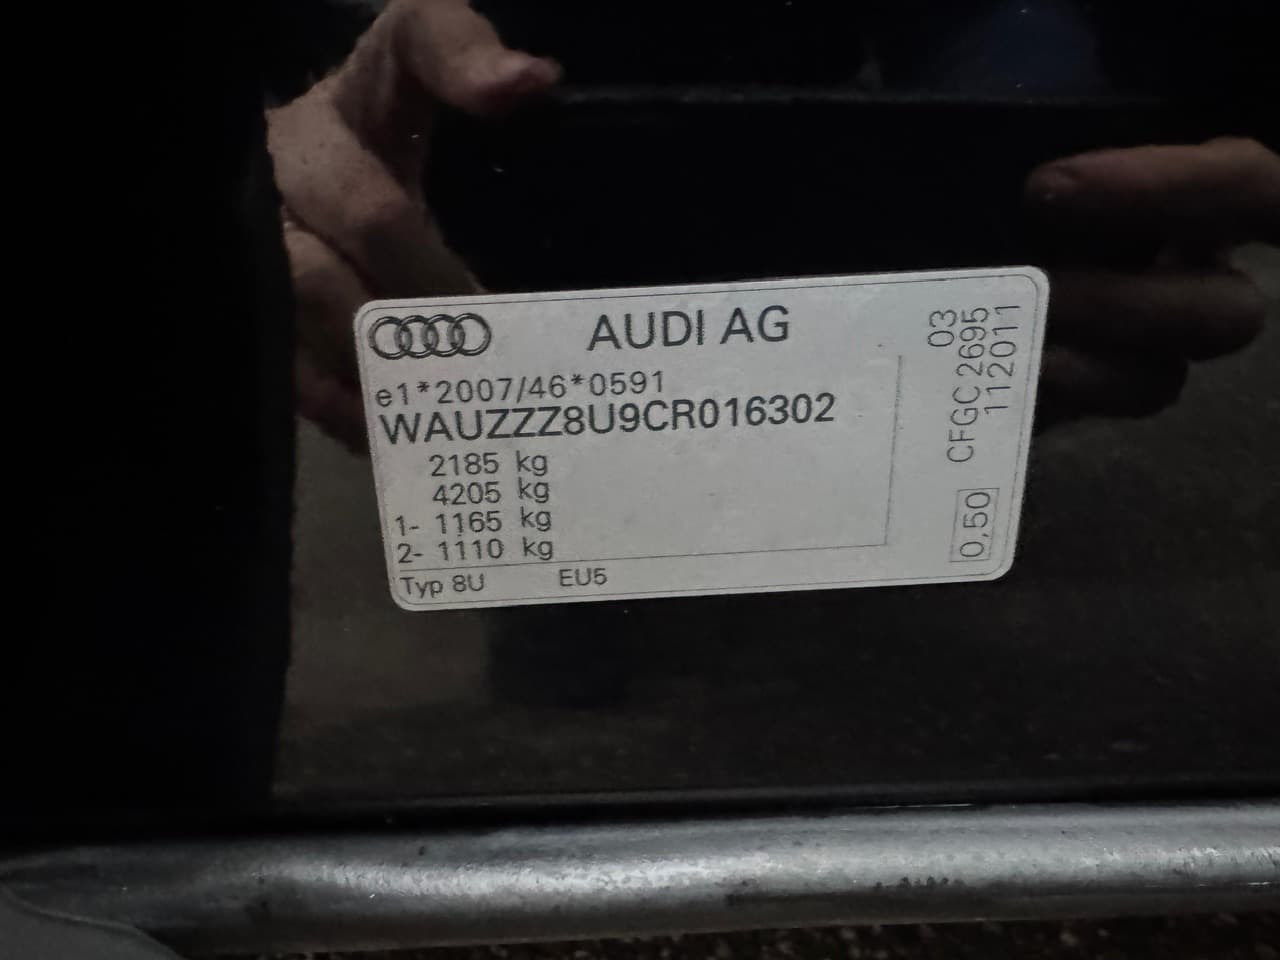 AUDI AG
e1*2007/46*0591
WAUZZZ8U9CR016302
2185 kg
4205 kg
1- 1165 kg
2- 1110 kg
Typ 8U EU5
03
CFGC 2695
112011
0,50